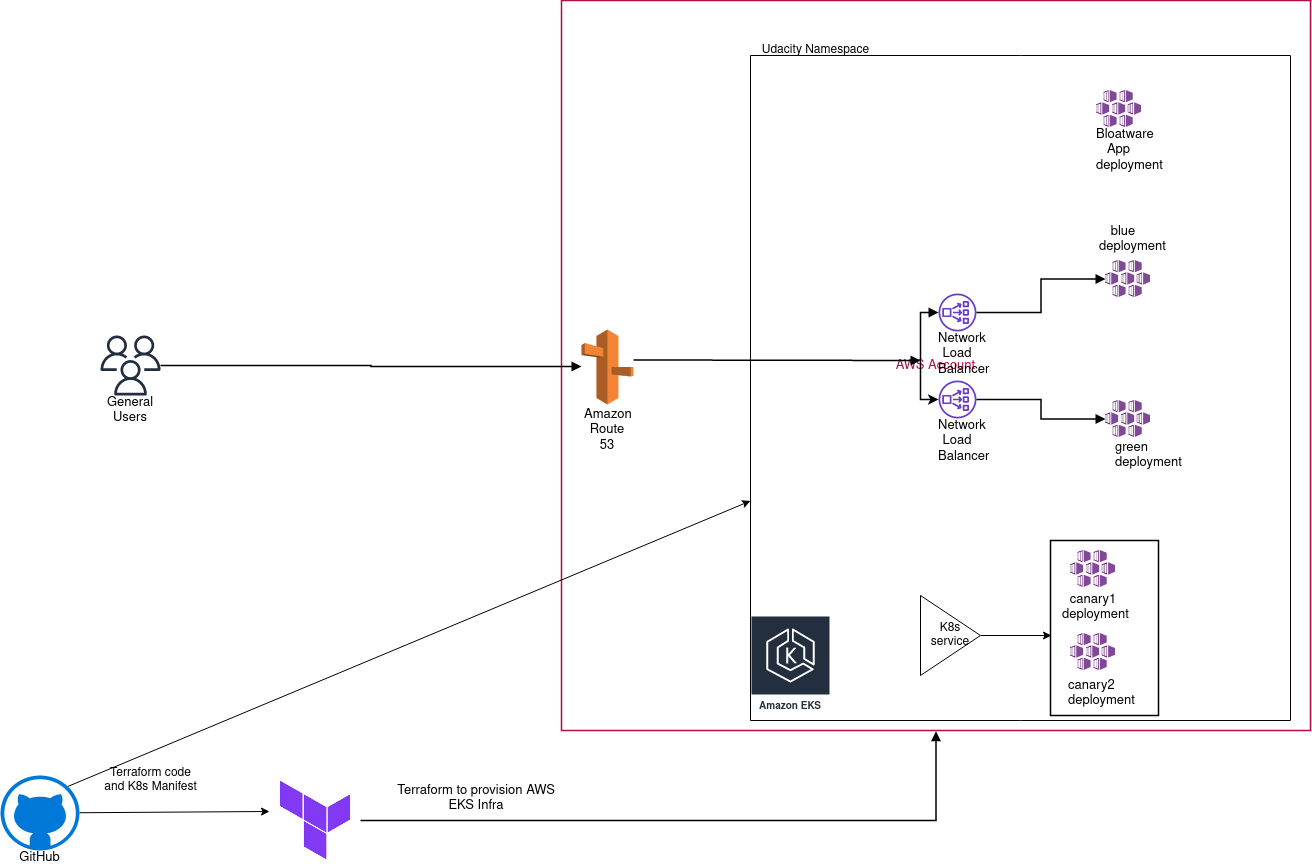 Udacity Namespace
Bloatware
App
deployment
blue
deployment
Network
Load
Balancer
AWS Account
General
Users
Amazon
Route
53
Network
Load
Balancer
green
deployment
canary1
deployment
K8s
service
K
canary2
deployment
Amazon EKS
Terraform code
and K8s Manifest
Terraform to provision AWS
EKS Infra
GitHub